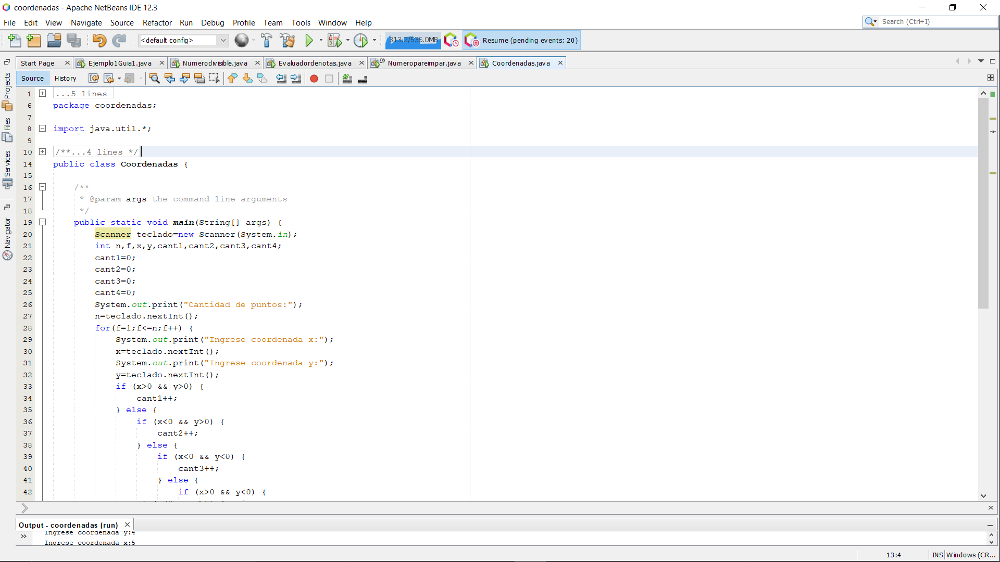 coordenadas - Apache NetBeans IDE 12.3
File Edit View Navigate Source Refactor Run Debug Profile Team Tools Window Help
Search (Ctrl+I)
<default config>
313.2/536.0MB
Resume (pending events: 20)
Start Page
Ejemplo1Guia1.java
Numerodivisible.java
Evaluadordenotas.java
Numeropareimpar.java
Coordenadas.java
Source History
Projects
Files
Services
Navigator
1 ...5 lines
6 package coordenadas;
7
8 import java.util.*;
9
10 /**...4 lines */
14 public class Coordenadas {
15
16 /**
17 * @param args the command line arguments
18 */
19 public static void main(String[] args) {
20 Scanner teclado=new Scanner(System.in);
21 int n,f,x,y,cant1,cant2,cant3,cant4;
22 cant1=0;
23 cant2=0;
24 cant3=0;
25 cant4=0;
26 System.out.print("Cantidad de puntos:");
27 n=teclado.nextInt();
28 for(f=1;f<=n;f++) {
29 System.out.print("Ingrese coordenada x:");
30 x=teclado.nextInt();
31 System.out.print("Ingrese coordenada y:");
32 y=teclado.nextInt();
33 if (x>0 && y>0) {
34 cant1++;
35 } else {
36 if (x<0 && y>0) {
37 cant2++;
38 } else {
39 if (x<0 && y<0) {
40 cant3++;
41 } else {
42 if (x>0 && y<0) {
Output - coordenadas (run)
Ingrese coordenada y:4
Ingrese coordenada x:5
13:4
INS Windows (CR...